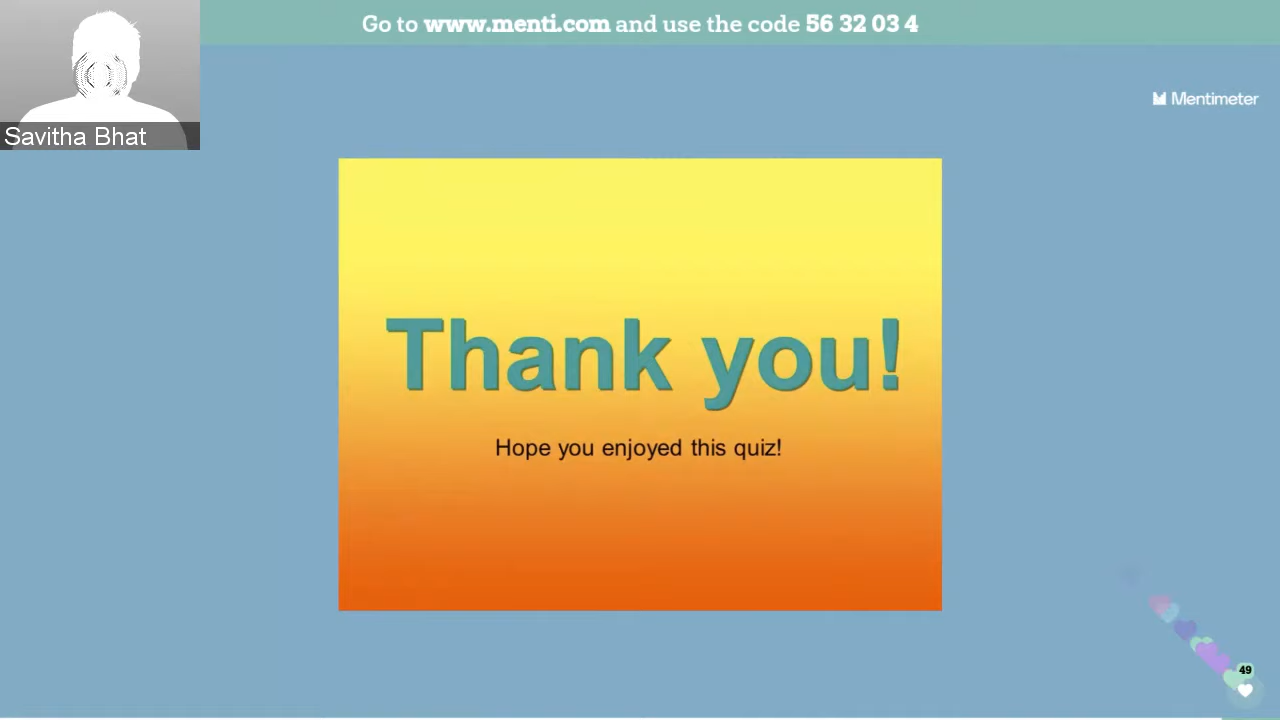 Go to www.menti.com and use the code 56 32 03 4
Mentimeter
Savitha Bhat
Thank you!
Hope you enjoyed this quiz!
49